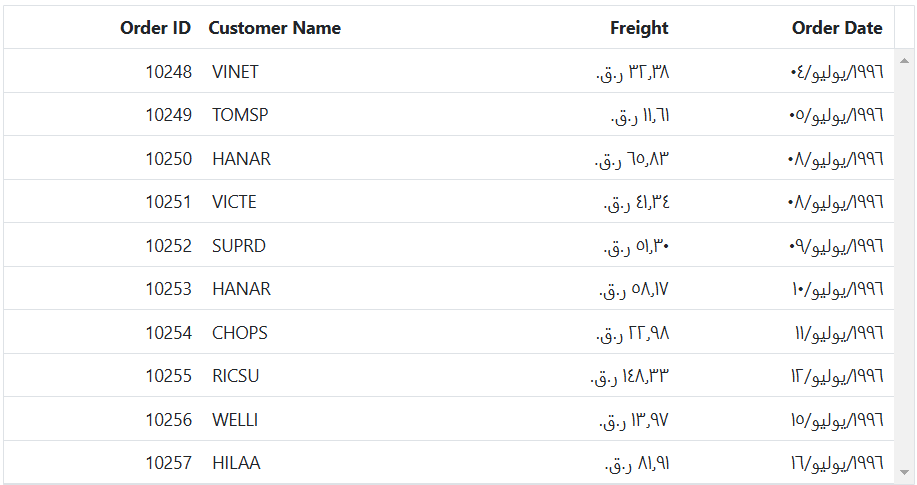 Order ID Customer Name Freight Order Date
10248 VINET ٣٢٫٣٨ ر.ق.‏ ١٩٩٦/يوليو/٠٤
10249 TOMSP ١١٫٦١ ر.ق.‏ ١٩٩٦/يوليو/٠٥
10250 HANAR ٦٥٫٨٣ ر.ق.‏ ١٩٩٦/يوليو/٠٨
10251 VICTE ٤١٫٣٤ ر.ق.‏ ١٩٩٦/يوليو/٠٨
10252 SUPRD ٥١٫٣٠ ر.ق.‏ ١٩٩٦/يوليو/٠٩
10253 HANAR ٥٨٫١٧ ر.ق.‏ ١٩٩٦/يوليو/١٠
10254 CHOPS ٢٢٫٩٨ ر.ق.‏ ١٩٩٦/يوليو/١١
10255 RICSU ١٤٨٫٣٣ ر.ق.‏ ١٩٩٦/يوليو/١٢
10256 WELLI ١٣٫٩٧ ر.ق.‏ ١٩٩٦/يوليو/١٥
10257 HILAA ٨١٫٩١ ر.ق.‏ ١٩٩٦/يوليو/١٦